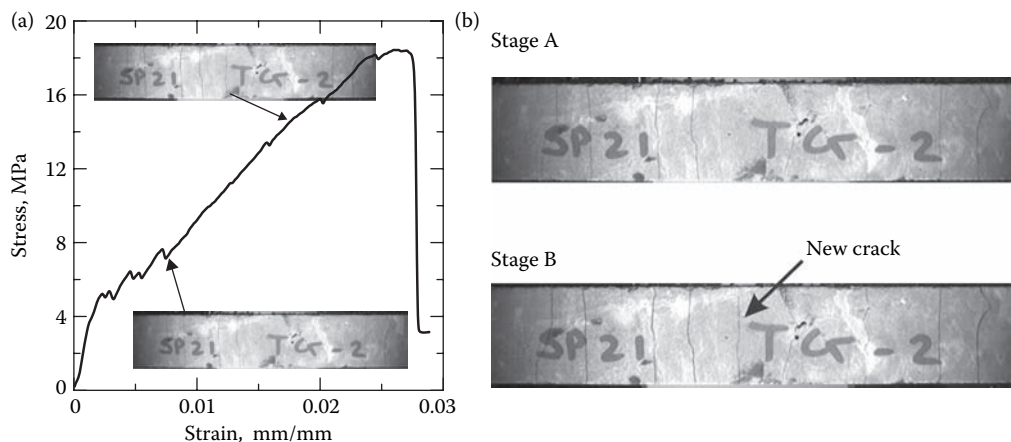 (a)
20
16
12
8
4
0
Stress, MPa
0
0.01
0.02
0.03
Strain, mm/mm
SP 21 TG-2
SP 21 TG-2
(b)
Stage A
SP 21 TG-2
Stage B
New crack
SP 21 TG-2